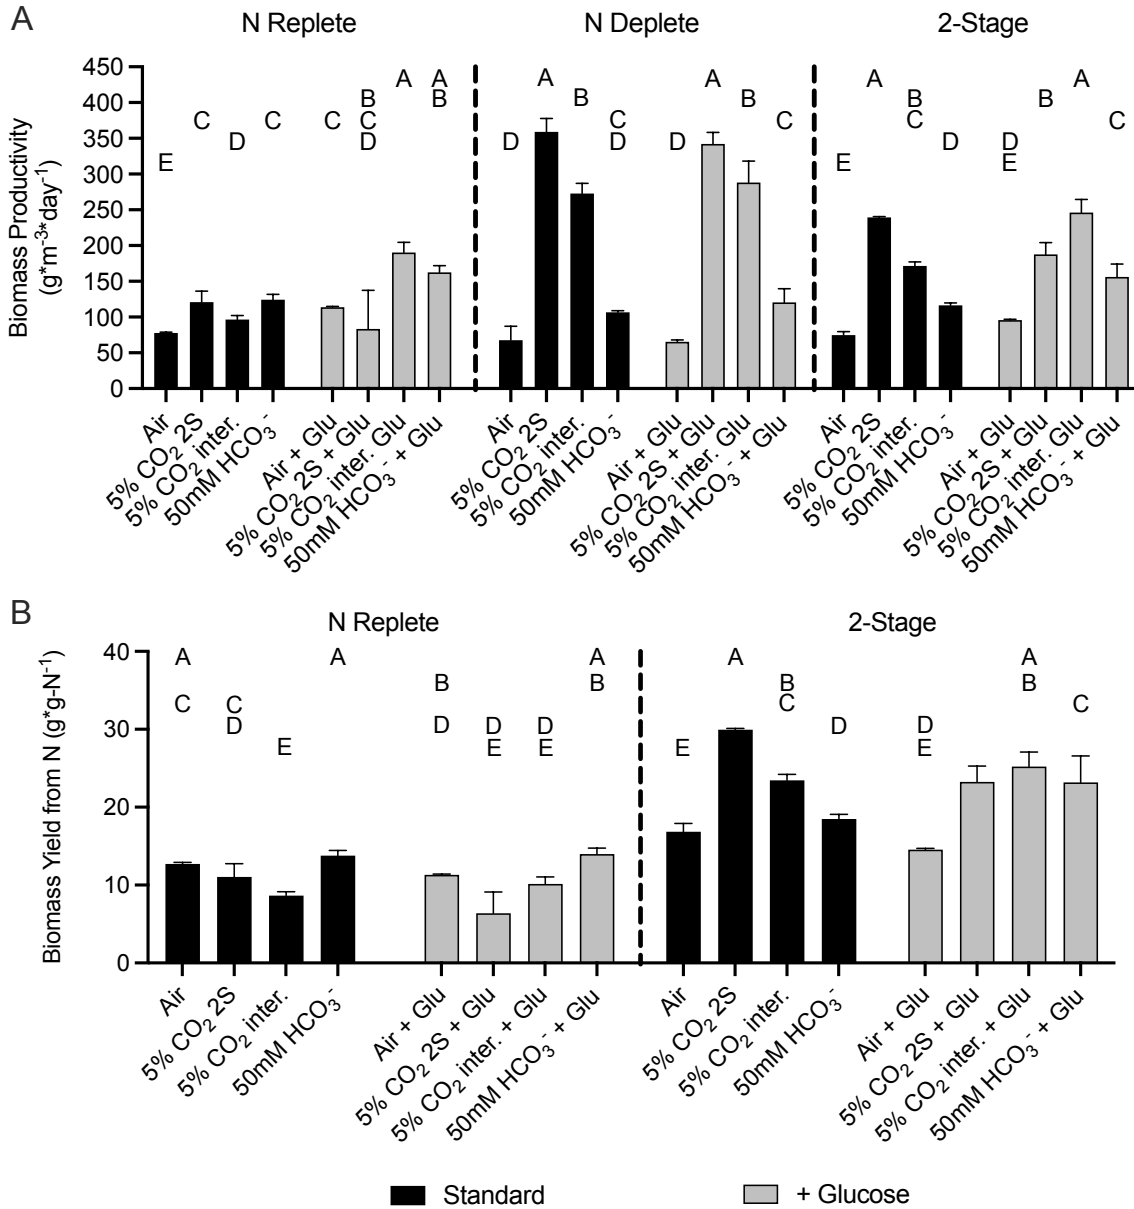 A
N Replete
N Deplete
2-Stage
Biomass Productivity
(g*m⁻³*day⁻¹)
450
400
350
300
250
200
150
100
50
0
E
C
D
C
C
B
C
D
A
A
B
D
A
B
C
D
D
A
B
C
E
A
B
C
D
D
E
B
A
C
Air
5% CO₂ 2S
5% CO₂ inter.
50mM HCO₃⁻
Air + Glu
5% CO₂ 2S + Glu
5% CO₂ inter. Glu
50mM HCO₃⁻ + Glu
Air
5% CO₂ 2S
5% CO₂ inter.
50mM HCO₃⁻
Air + Glu
5% CO₂ 2S + Glu
5% CO₂ inter. Glu
50mM HCO₃⁻ + Glu
Air
5% CO₂ 2S
5% CO₂ inter.
50mM HCO₃⁻
Air + Glu
5% CO₂ 2S + Glu
5% CO₂ inter. Glu
50mM HCO₃⁻ + Glu
B
N Replete
2-Stage
Biomass Yield from N (g*g-N⁻¹)
40
30
20
10
0
A
C
C
D
E
A
B
D
D
E
D
E
A
B
E
A
B
C
D
D
E
A
B
C
Air
5% CO₂ 2S
5% CO₂ inter.
50mM HCO₃⁻
Air + Glu
5% CO₂ 2S + Glu
5% CO₂ inter. + Glu
50mM HCO₃⁻ + Glu
Air
5% CO₂ 2S
5% CO₂ inter.
50mM HCO₃⁻
Air + Glu
5% CO₂ 2S + Glu
5% CO₂ inter. + Glu
50mM HCO₃⁻ + Glu
Standard
+ Glucose